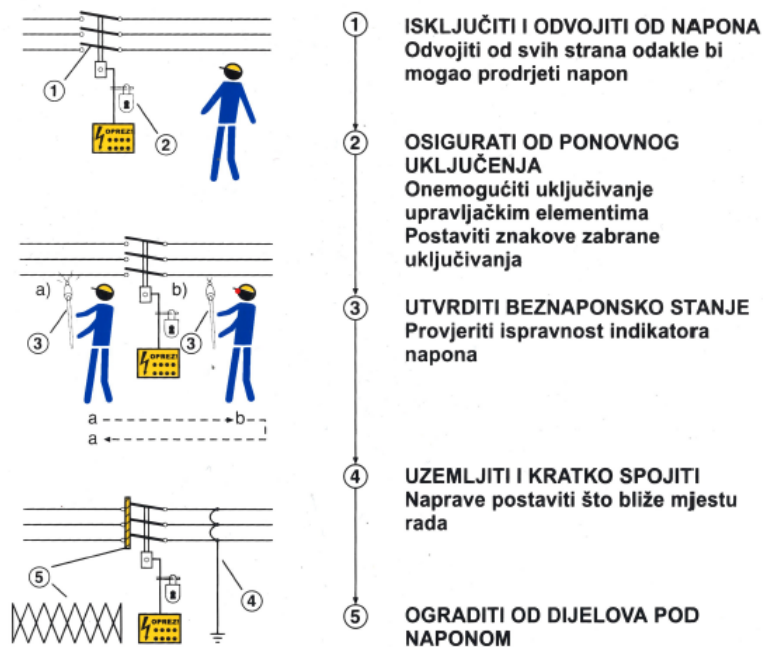 1
ISKLJUČITI I ODVOJITI OD NAPONA
Odvojiti od svih strana odakle bi
mogao prodrjeti napon
1
OPREZ!
2
2
OSIGURATI OD PONOVNOG
UKLJUČENJA
Onemogućiti uključivanje
upravljačkim elementima
Postaviti znakove zabrane
uključivanja
a)
b)
3
3
OPREZ!
a
b
a
3
UTVRDITI BEZNAPONSKO STANJE
Provjeriti ispravnost indikatora
napona
4
UZEMLJITI I KRATKO SPOJITI
Naprave postaviti što bliže mjestu
rada
5
4
OPREZ!
5
OGRADITI OD DIJELOVA POD
NAPONOM